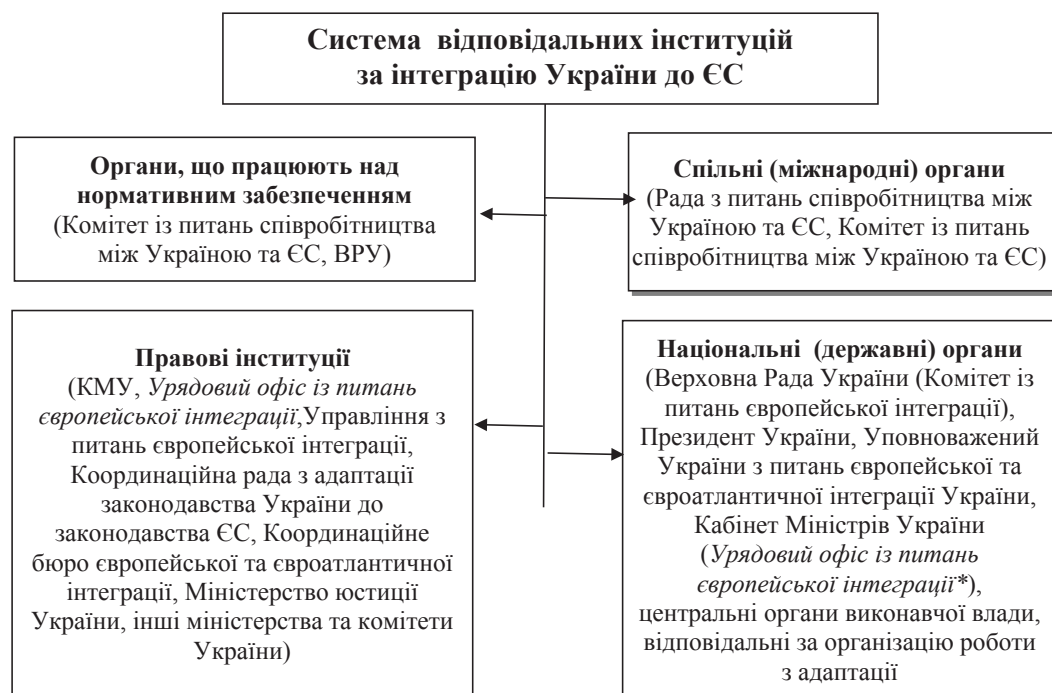 Система відповідальних інституцій
за інтеграцію України до ЄС
Органи, що працюють над
нормативним забезпеченням
(Комітет із питань співробітництва
між Україною та ЄС, ВРУ)
Спільні (міжнародні) органи
(Рада з питань співробітництва між
Україною та ЄС, Комітет із питань
співробітництва між Україною та ЄС)
Правові інституції
(КМУ, Урядовий офіс із питань
європейської інтеграції,Управління з
питань європейської інтеграції,
Координаційна рада з адаптації
законодавства України до
законодавства ЄС, Координаційне
бюро європейської та євроатлантичної
інтеграції, Міністерство юстиції
України, інші міністерства та комітети
України)
Національні (державні) органи
(Верховна Рада України (Комітет із
питань європейської інтеграції),
Президент України, Уповноважений
України з питань європейської та
євроатлантичної інтеграції України,
Кабінет Міністрів України
(Урядовий офіс із питань
європейської інтеграції*),
центральні органи виконавчої влади,
відповідальні за організацію роботи
з адаптації